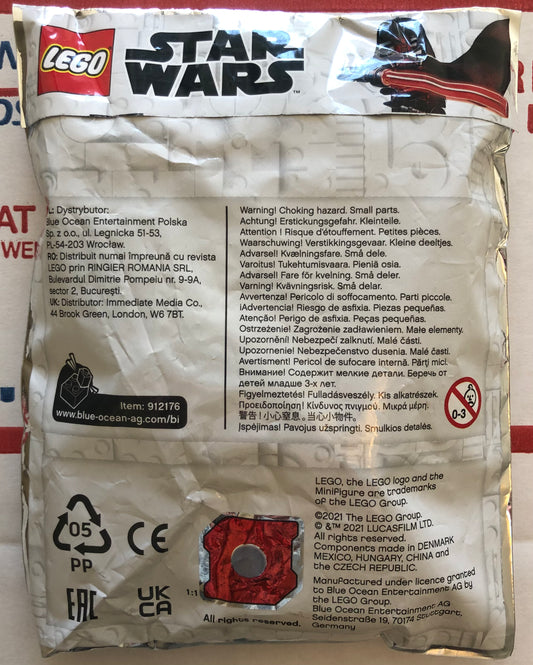 LEGO
STAR
WARS
™
PL: Dystrybutor:
Blue Ocean Entertainment Polska
Sp. z o.o., ul. Legnicka 51-53,
PL-54-203 Wrocław.
RO: Distribuit numai împreună cu revista
LEGO prin RINGIER ROMANIA SRL,
Bulevardul Dimitrie Pompeiu nr. 9-9A,
sector 2, Bucureşti.
UK: Distributor: Immediate Media Co.,
44 Brook Green, London, W6 7BT.
Item: 912176
www.blue-ocean-ag.com/bi
Warning! Choking hazard. Small parts.
Achtung! Erstickungsgefahr. Kleinteile.
Attention ! Risque d'étouffement. Petites pièces.
Waarschuwing! Verstikkingsgevaar. Kleine deeltjes.
Advarsel! Kvælningsfare. Små dele.
Varoitus! Tukehtumisvaara. Pieniä osia.
Advarsel! Fare for kvelning. Små deler.
Varning! Kvävningsrisk. Små delar.
Avvertenza! Pericolo di soffocamento. Parti piccole.
¡Advertencia! Riesgo de asfixia. Piezas pequeñas.
Atenção! Perigo de asfixia. Peças pequenas.
Ostrzeżenie! Zagrożenie zadławieniem. Małe elementy.
Upozornění! Nebezpečí zalknutí. Malé části.
Upozornenie! Nebezpečenstvo dusenia. Malé časti.
Avertisment! Pericol de sufocare internă. Părţi mici.
Внимание! Содержит мелкие детали. Беречь от
детей младше 3-х лет.
Figyelmeztetés! Fulladásveszély. Kis alkatrészek.
Προειδοποίηση! Κίνδυνος πνιγμού. Μικρά μέρη.
警告！小心窒息。当心小物件。
Įspėjimas! Pavojus užspringti. Smulkios detalės.
0-3
05
PP
CE
EAC
UK
CA
1:1
All rights reserved.
LEGO, the LEGO logo and the
MiniFigure are trademarks
of the LEGO Group.
©2021 The LEGO Group.
© &™ 2021 LUCASFILM LTD.
Components made in DENMARK
MEXICO, HUNGARY, CHINA and
the CZECH REPUBLIC.
Manufactured under licence granted
to Blue Ocean Entertainment AG by
the LEGO Group.
Blue Ocean Entertainment AG
Seidenstraße 19, 70174 Stuttgart,
Germany